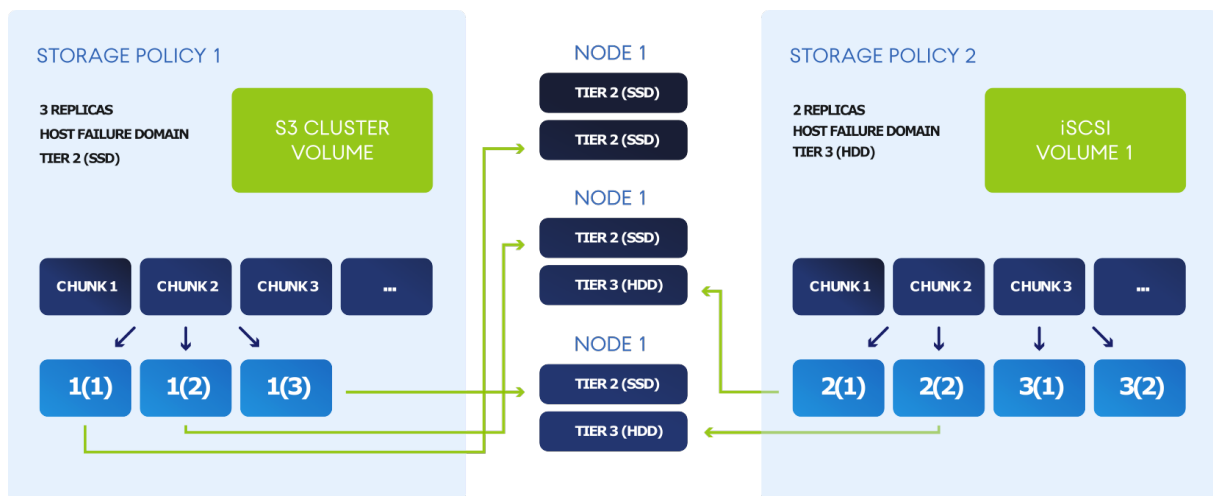 STORAGE POLICY 1
3 REPLICAS
HOST FAILURE DOMAIN
TIER 2 (SSD)
S3 CLUSTER
VOLUME
CHUNK 1
CHUNK 2
CHUNK 3
...
1(1)
1(2)
1(3)
NODE 1
TIER 2 (SSD)
TIER 2 (SSD)
NODE 1
TIER 2 (SSD)
TIER 3 (HDD)
NODE 1
TIER 2 (SSD)
TIER 3 (HDD)
STORAGE POLICY 2
2 REPLICAS
HOST FAILURE DOMAIN
TIER 3 (HDD)
iSCSI
VOLUME 1
CHUNK 1
CHUNK 2
CHUNK 3
...
2(1)
2(2)
3(1)
3(2)